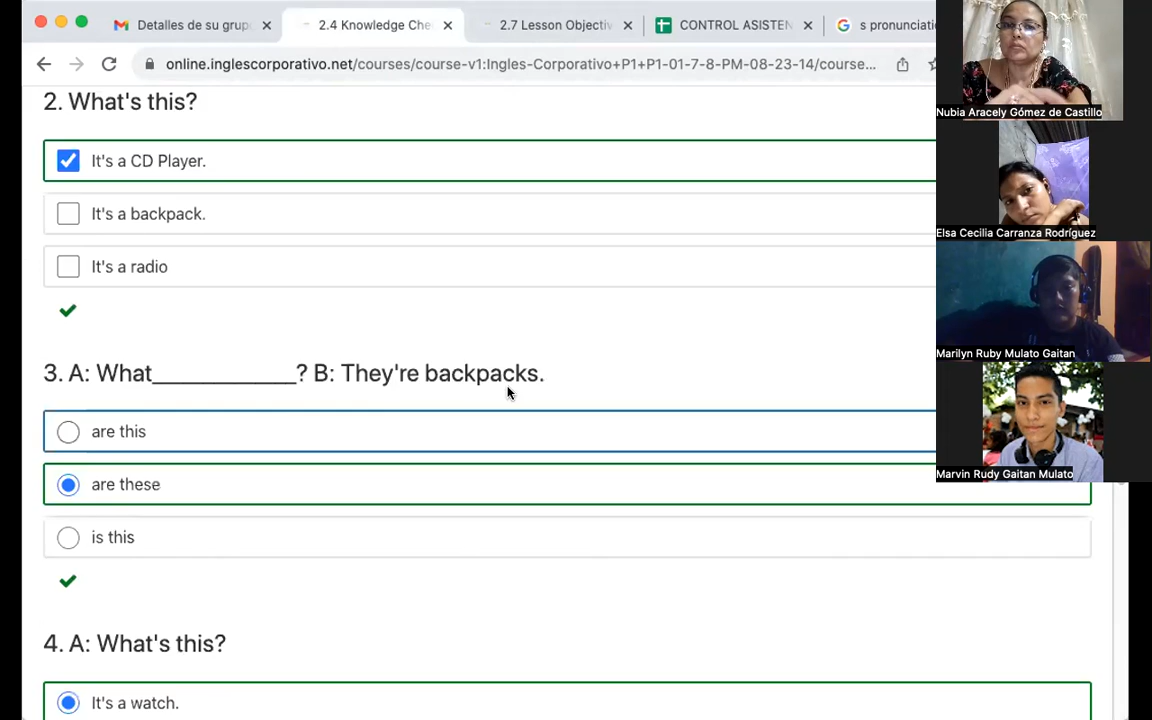 Detalles de su grup
2.4 Knowledge Che
2.7 Lesson Objecti
CONTROL ASISTEN
s pronunciati
online.inglescorporativo.net/courses/course-v1:Ingles-Corporativo+P1+P1-01-7-8-PM-08-23-14/course...
Nubia Aracely Gómez de Castillo
2. What's this?
It's a CD Player.
It's a backpack.
Elsa Cecilia Carranza Rodríguez
It's a radio
Marilyn Ruby Mulato Gaitan
3. A: What____________? B: They're backpacks.
are this
Marvin Rudy Gaitan Mulato
are these
is this
4. A: What's this?
It's a watch.